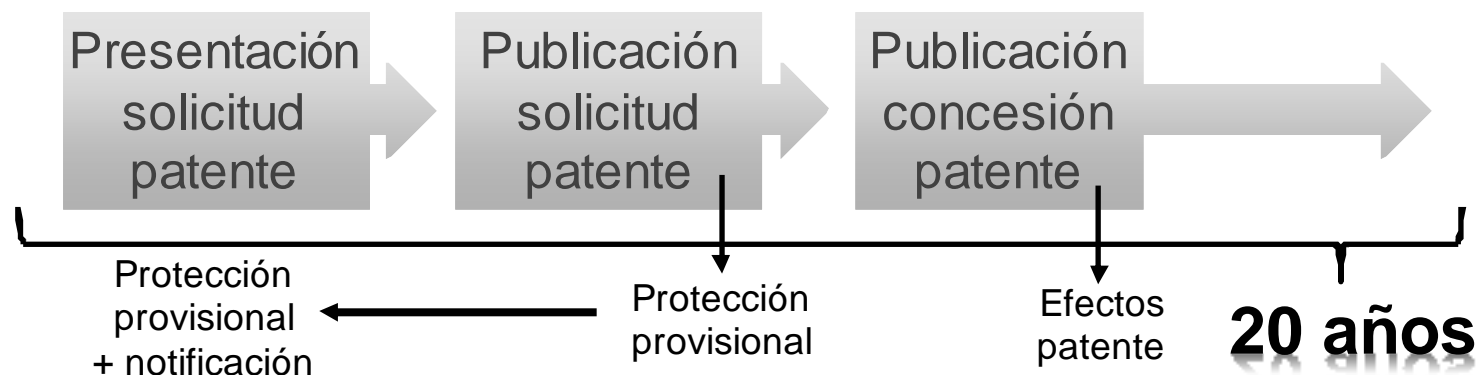 Presentación
solicitud
patente
Publicación
solicitud
patente
Publicación
concesión
patente
Protección
provisional
+ notificación
Protección
provisional
Efectos
patente
20 años